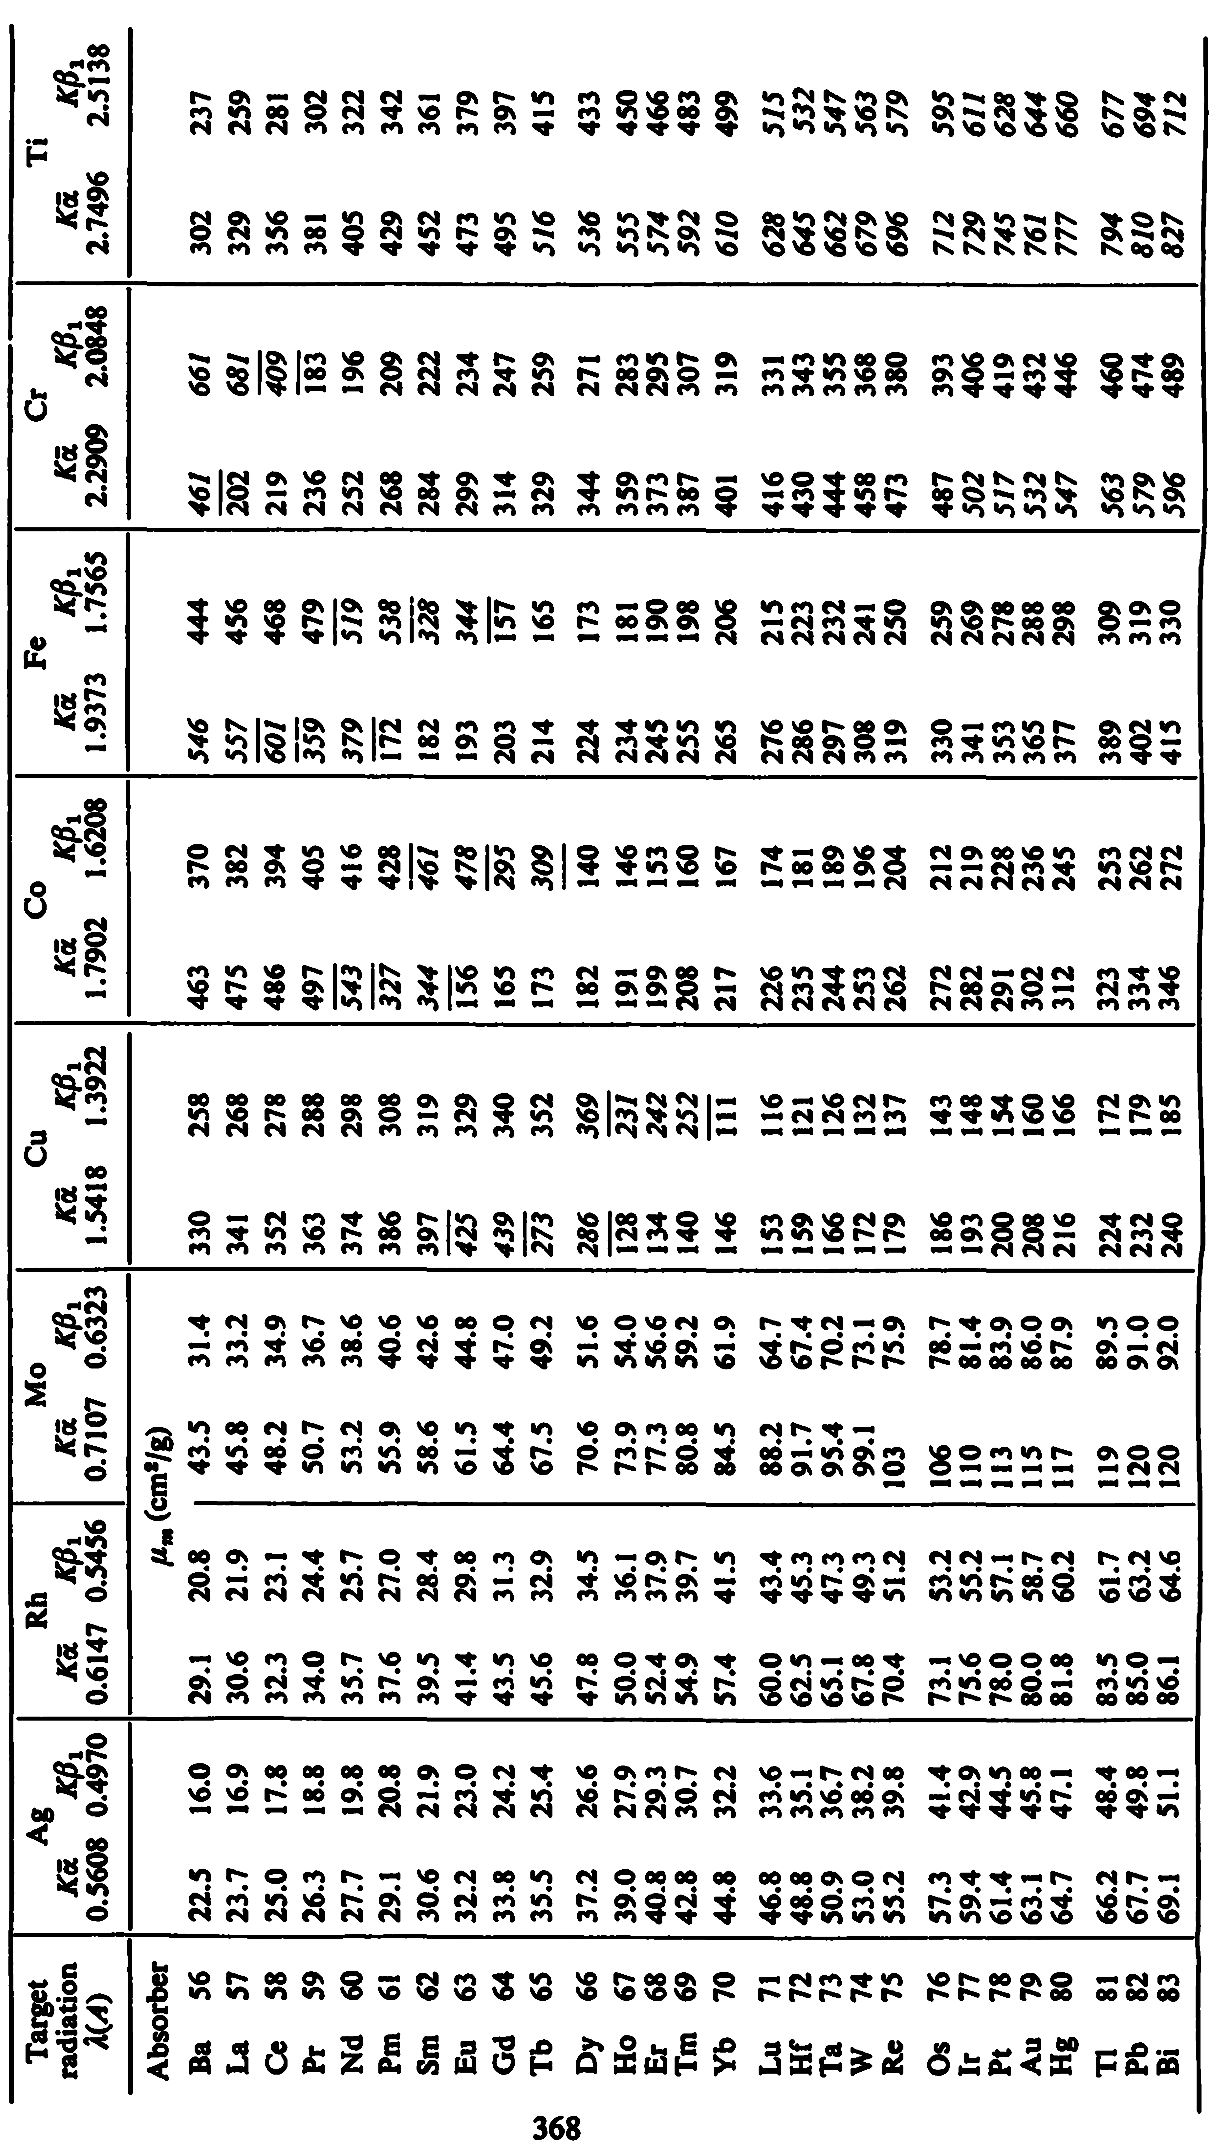 Target radiation λ(A) Ag Rh Mo Cu Co Fe Cr Ti
Kᾱ Kβ₁ Kᾱ Kβ₁ Kᾱ Kβ₁ Kᾱ Kβ₁ Kᾱ Kβ₁ Kᾱ Kβ₁ Kᾱ Kβ₁ Kᾱ Kβ₁
0.5608 0.4970 0.6147 0.5456 0.7107 0.6323 1.5418 1.3922 1.7902 1.6208 1.9373 1.7565 2.2909 2.0848 2.7496 2.5138
Absorber μₘ (cm²/g)
Ba 56 22.5 16.0 29.1 20.8 43.5 31.4 330 258 463 370 546 444 461 661 302 237
La 57 23.7 16.9 30.6 21.9 45.8 33.2 341 268 475 382 557 456 202 681 329 259
Ce 58 25.0 17.8 32.3 23.1 48.2 34.9 352 278 486 394 601 468 219 409 356 281
Pr 59 26.3 18.8 34.0 24.4 50.7 36.7 363 288 497 405 359 479 236 183 381 302
Nd 60 27.7 19.8 35.7 25.7 53.2 38.6 374 298 543 416 379 519 252 196 405 322
Pm 61 29.1 20.8 37.6 27.0 55.9 40.6 386 308 327 428 172 538 268 209 429 342
Sm 62 30.6 21.9 39.5 28.4 58.6 42.6 397 319 344 461 182 328 284 222 452 361
Eu 63 32.2 23.0 41.4 29.8 61.5 44.8 425 329 156 478 193 344 299 234 473 379
Gd 64 33.8 24.2 43.5 31.3 64.4 47.0 439 340 165 295 203 157 314 247 495 397
Tb 65 35.5 25.4 45.6 32.9 67.5 49.2 273 352 173 309 214 165 329 259 516 415
Dy 66 37.2 26.6 47.8 34.5 70.6 51.6 286 369 182 140 224 173 344 271 536 433
Ho 67 39.0 27.9 50.0 36.1 73.9 54.0 128 231 191 146 234 181 359 283 555 450
Er 68 40.8 29.3 52.4 37.9 77.3 56.6 134 242 199 153 245 190 373 295 574 466
Tm 69 42.8 30.7 54.9 39.7 80.8 59.2 140 252 208 160 255 198 387 307 592 483
Yb 70 44.8 32.2 57.4 41.5 84.5 61.9 146 111 217 167 265 206 401 319 610 499
Lu 71 46.8 33.6 60.0 43.4 88.2 64.7 153 116 226 174 276 215 416 331 628 515
Hf 72 48.8 35.1 62.5 45.3 91.7 67.4 159 121 235 181 286 223 430 343 645 532
Ta 73 50.9 36.7 65.1 47.3 95.4 70.2 166 126 244 189 297 232 444 355 662 547
W 74 53.0 38.2 67.8 49.3 99.1 73.1 172 132 253 196 308 241 458 368 679 563
Re 75 55.2 39.8 70.4 51.2 103 75.9 179 137 262 204 319 250 473 380 696 579
Os 76 57.3 41.4 73.1 53.2 106 78.7 186 143 272 212 330 259 487 393 712 595
Ir 77 59.4 42.9 75.6 55.2 110 81.4 193 148 282 219 341 269 502 406 729 611
Pt 78 61.4 44.5 78.0 57.1 113 83.9 200 154 291 228 353 278 517 419 745 628
Au 79 63.1 45.8 80.0 58.7 115 86.0 208 160 302 236 365 288 532 432 761 644
Hg 80 64.7 47.1 81.8 60.2 117 87.9 216 166 312 245 377 298 547 446 777 660
Tl 81 66.2 48.4 83.5 61.7 119 89.5 224 172 323 253 389 309 563 460 794 677
Pb 82 67.7 49.8 85.0 63.2 120 91.0 232 179 334 262 402 319 579 474 810 694
Bi 83 69.1 51.1 86.1 64.6 120 92.0 240 185 346 272 415 330 596 489 827 712
368